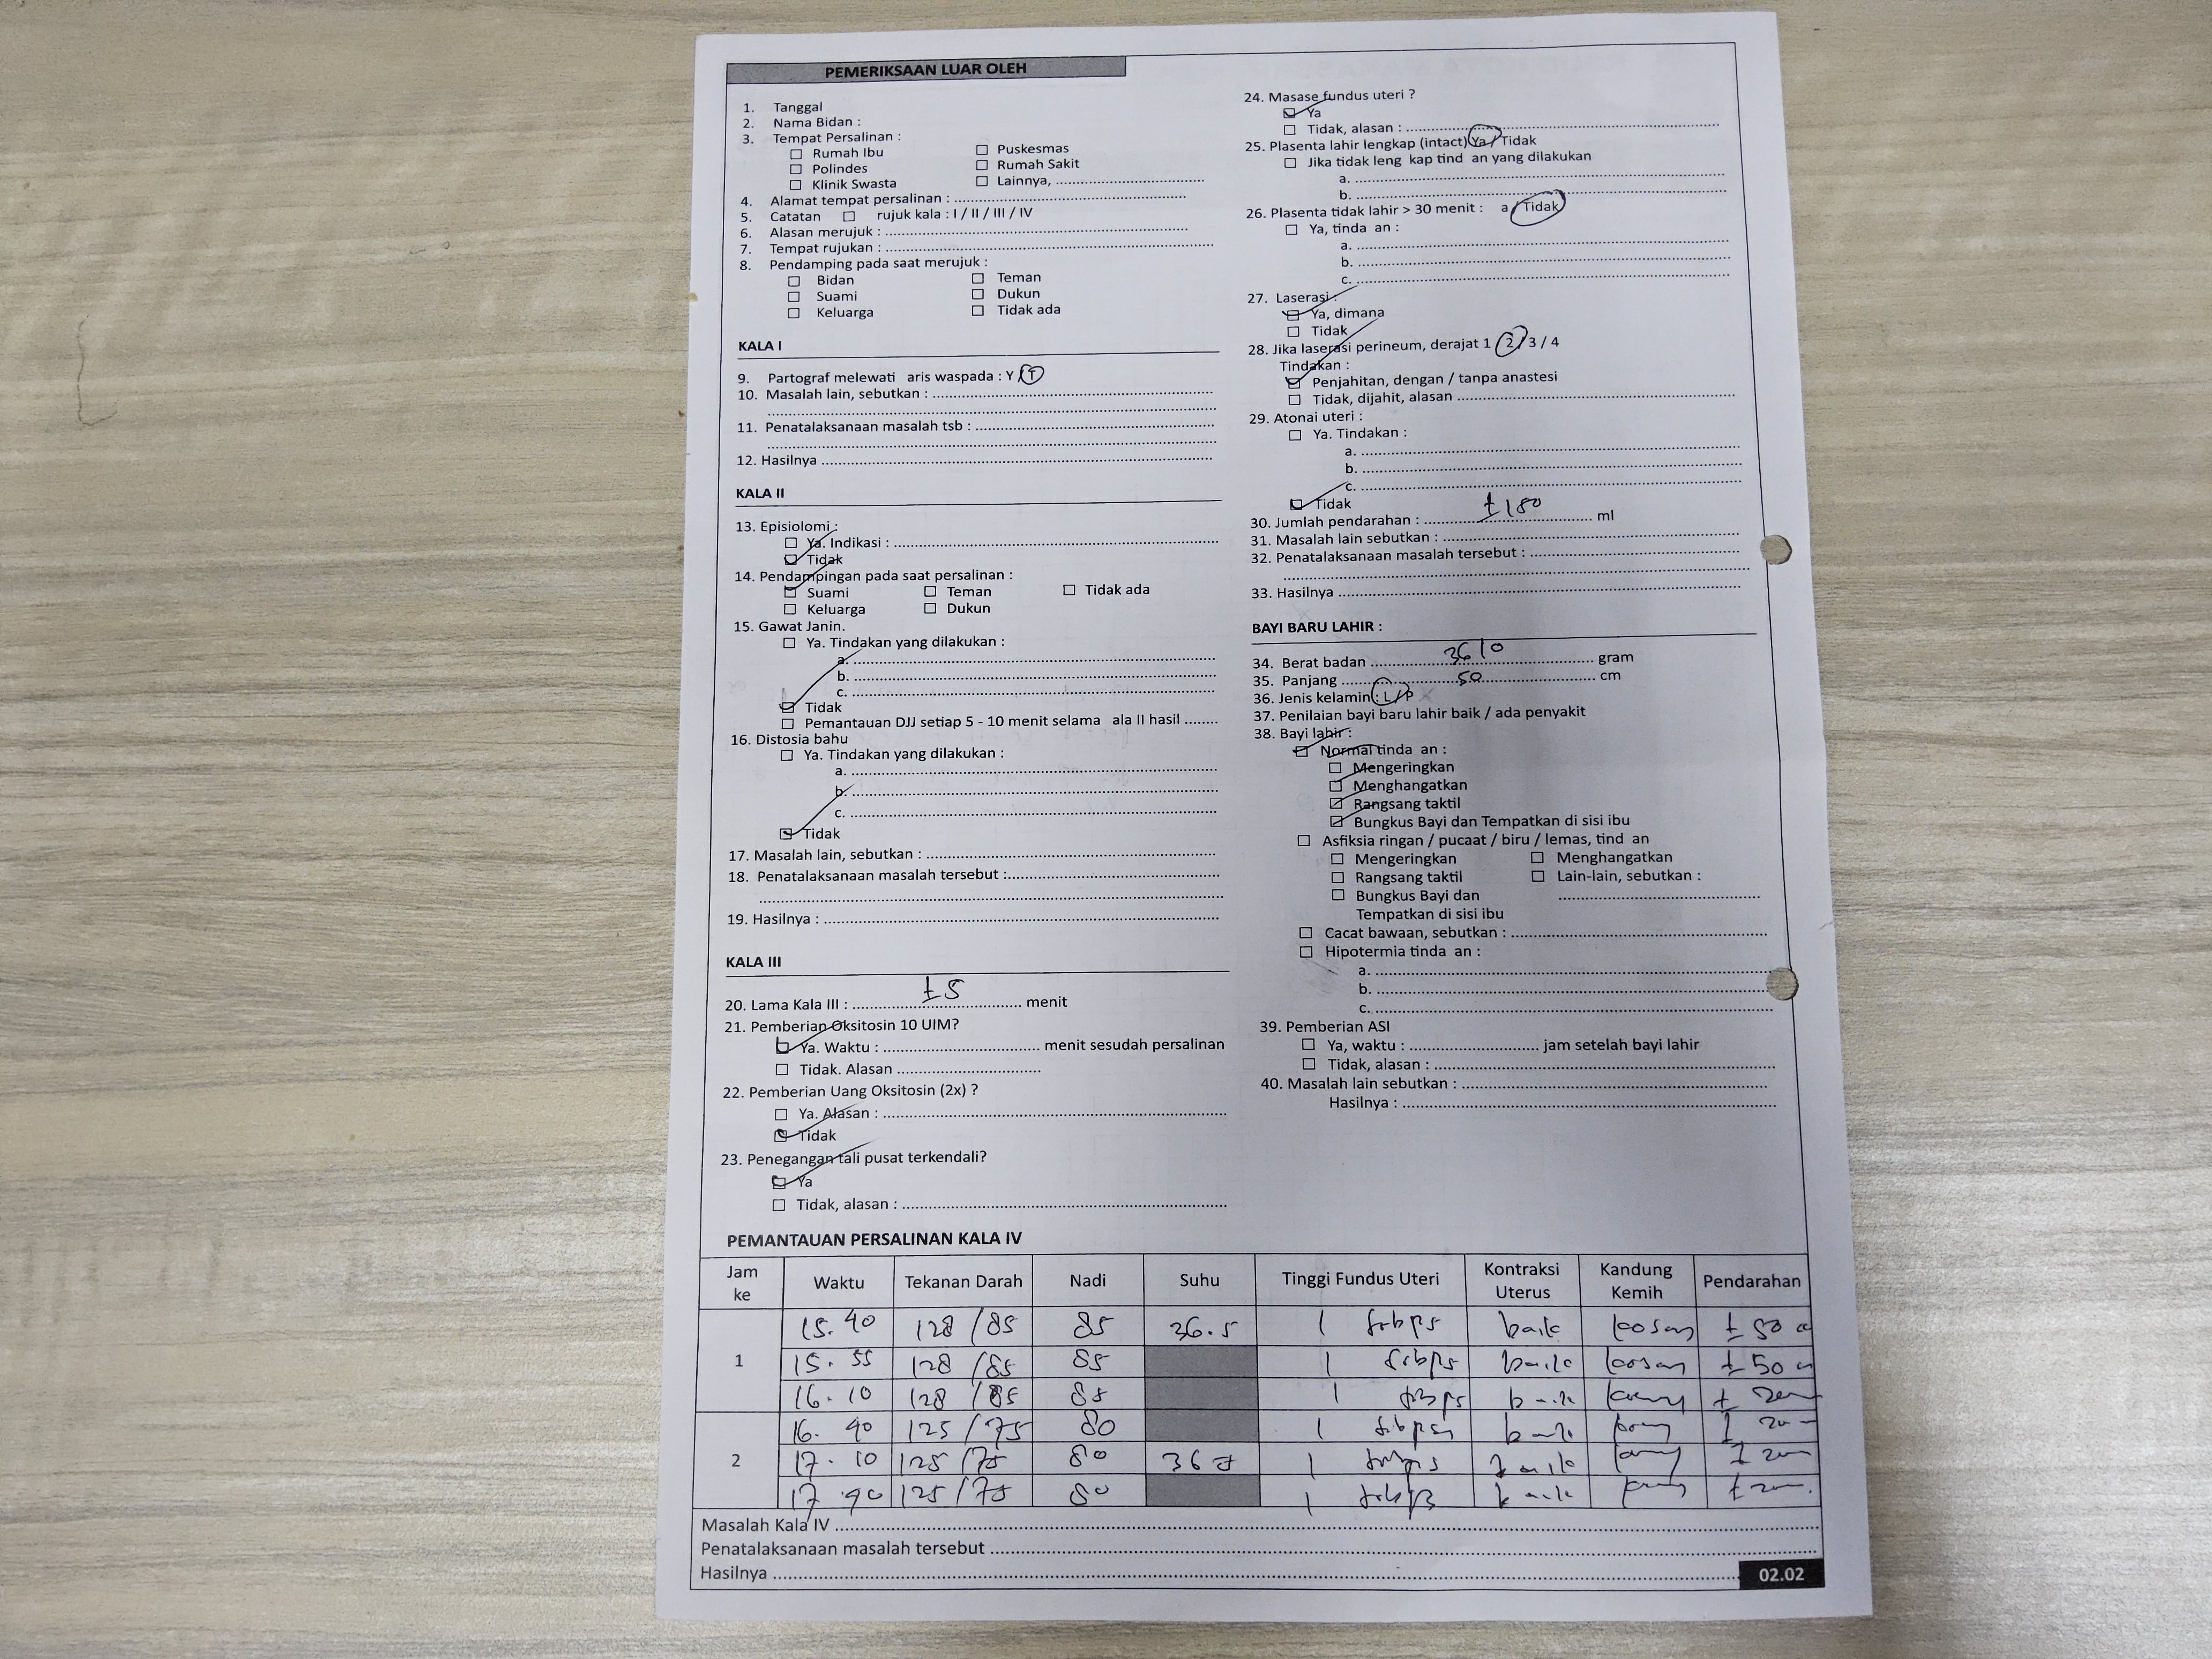 PEMERIKSAAN LUAR OLEH
1. Tanggal
2. Nama Bidan :
3. Tempat Persalinan :
☐ Rumah Ibu ☐ Puskesmas
☐ Polindes ☐ Rumah Sakit
☐ Klinik Swasta ☐ Lainnya, ..............................
4. Alamat tempat persalinan : ..............................
5. Catatan ☐ rujuk kala : I / II / III / IV
6. Alasan merujuk : ..............................
7. Tempat rujukan : ..............................
8. Pendamping pada saat merujuk :
☐ Bidan ☐ Teman
☐ Suami ☐ Dukun
☐ Keluarga ☐ Tidak ada
KALA I
9. Partograf melewati aris waspada : Y / T
10. Masalah lain, sebutkan : ..............................
..............................
11. Penatalaksanaan masalah tsb : ..............................
..............................
12. Hasilnya ..............................
KALA II
13. Episiolomi :
☐ Ya. Indikasi : ..............................
☑ Tidak
14. Pendampingan pada saat persalinan :
☑ Suami ☐ Teman ☐ Tidak ada
☐ Keluarga ☐ Dukun
15. Gawat Janin.
☐ Ya. Tindakan yang dilakukan :
a. ..............................
b. ..............................
c. ..............................
☑ Tidak
☐ Pemantauan DJJ setiap 5 - 10 menit selama ala II hasil ........
16. Distosia bahu
☐ Ya. Tindakan yang dilakukan :
a. ..............................
b. ..............................
c. ..............................
☑ Tidak
17. Masalah lain, sebutkan : ..............................
18. Penatalaksanaan masalah tersebut :..............................
..............................
19. Hasilnya : ..............................
KALA III
20. Lama Kala III : ± 5 menit
21. Pemberian Oksitosin 10 UIM?
☑ Ya. Waktu : .............................. menit sesudah persalinan
☐ Tidak. Alasan ..............................
22. Pemberian Uang Oksitosin (2x) ?
☐ Ya. Alasan : ..............................
☑ Tidak
23. Penegangan tali pusat terkendali?
☑ Ya
☐ Tidak, alasan : ..............................
24. Masase fundus uteri ?
☑ Ya
☐ Tidak, alasan : ..............................
25. Plasenta lahir lengkap (intact) Ya / Tidak
☐ Jika tidak leng kap tind an yang dilakukan
a. ..............................
b. ..............................
26. Plasenta tidak lahir > 30 menit : a / Tidak
☐ Ya, tinda an :
a. ..............................
b. ..............................
c. ..............................
27. Laserasi :
☑ Ya, dimana
☐ Tidak
28. Jika laserasi perineum, derajat 1 / 2 / 3 / 4
Tindakan :
☑ Penjahitan, dengan / tanpa anastesi
☐ Tidak, dijahit, alasan ..............................
29. Atonai uteri :
☐ Ya. Tindakan :
a. ..............................
b. ..............................
c. ..............................
☑ Tidak
30. Jumlah pendarahan : ± 180 ml
31. Masalah lain sebutkan : ..............................
32. Penatalaksanaan masalah tersebut : ..............................
..............................
33. Hasilnya ..............................
BAYI BARU LAHIR :
34. Berat badan 3610 gram
35. Panjang 50 cm
36. Jenis kelamin : L / P
37. Penilaian bayi baru lahir baik / ada penyakit
38. Bayi lahir :
☑ Normal tinda an :
☐ Mengeringkan
☑ Menghangatkan
☑ Rangsang taktil
☑ Bungkus Bayi dan Tempatkan di sisi ibu
☐ Asfiksia ringan / pucaat / biru / lemas, tind an
☐ Mengeringkan ☐ Menghangatkan
☐ Rangsang taktil ☐ Lain-lain, sebutkan :
☐ Bungkus Bayi dan ..............................
Tempatkan di sisi ibu
☐ Cacat bawaan, sebutkan : ..............................
☐ Hipotermia tinda an :
a. ..............................
b. ..............................
c. ..............................
39. Pemberian ASI
☐ Ya, waktu : .............................. jam setelah bayi lahir
☐ Tidak, alasan : ..............................
40. Masalah lain sebutkan : ..............................
Hasilnya : ..............................
PEMANTAUAN PERSALINAN KALA IV
Jam ke Waktu Tekanan Darah Nadi Suhu Tinggi Fundus Uteri Kontraksi Uterus Kandung Kemih Pendarahan
1 15.40 128/85 85 36.5 1 baik kosong ± 50
15.55 128/85 85 1 baik kosong ± 50
16.10 128/85 85 1 baik ±
2 16.40 125/75 80 1 baik
17.10 125/75 80 1 baik ±
17.40 125/75 80 1 baik ±
Masalah Kala IV ..............................
Penatalaksanaan masalah tersebut ..............................
Hasilnya ..............................
02.02